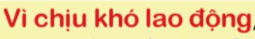 Vì chịu khó lao động,